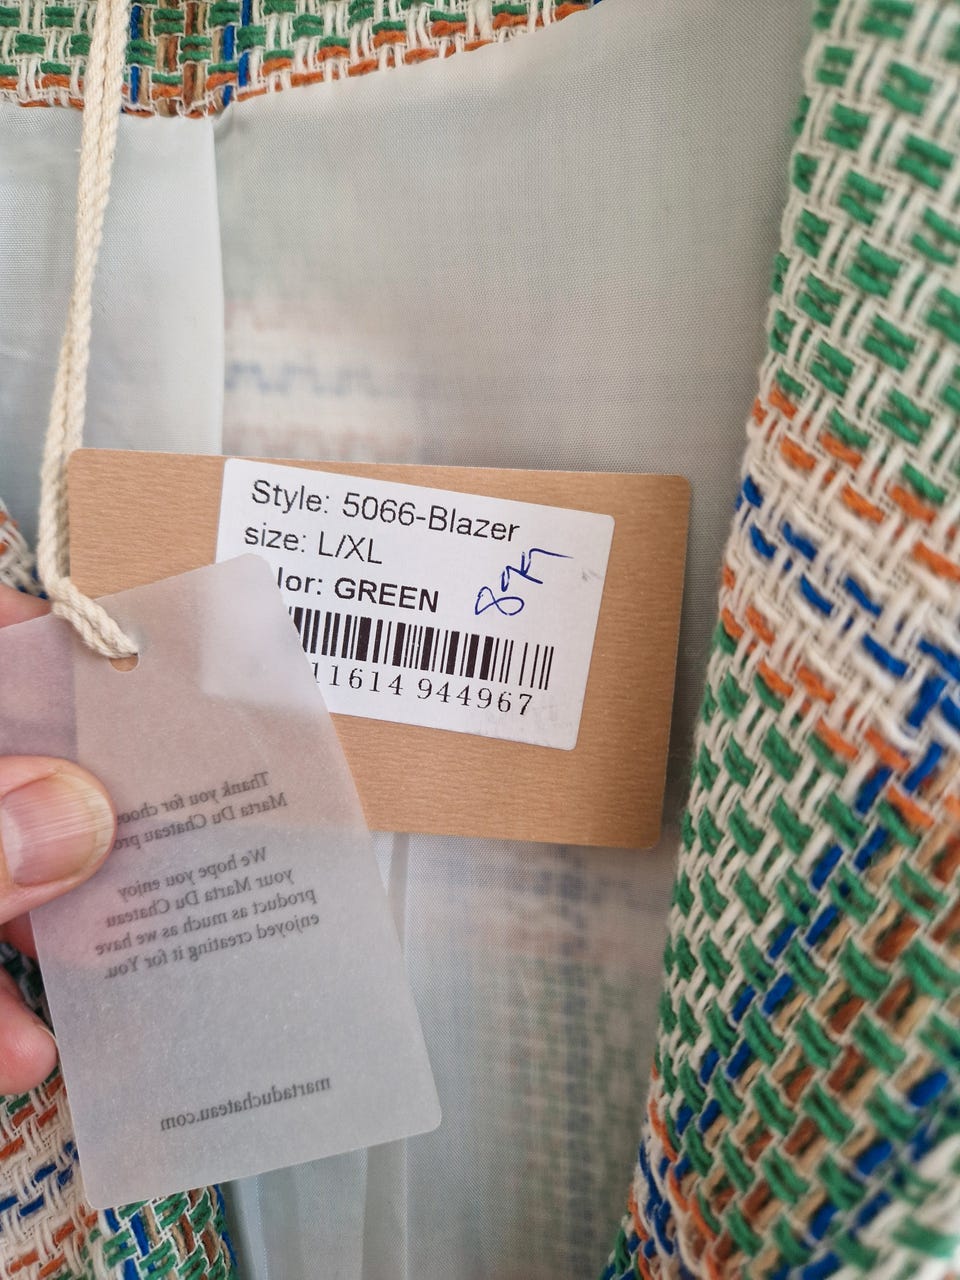 Style: 5066-Blazer
size: L/XL
lor: GREEN
11614 944967
Thank you for choos
Marta Du Chateau pro
We hope you enjoy
your Marta Du Chateau
product as much as we have
enjoyed creating it for You.
martaduchateau.com